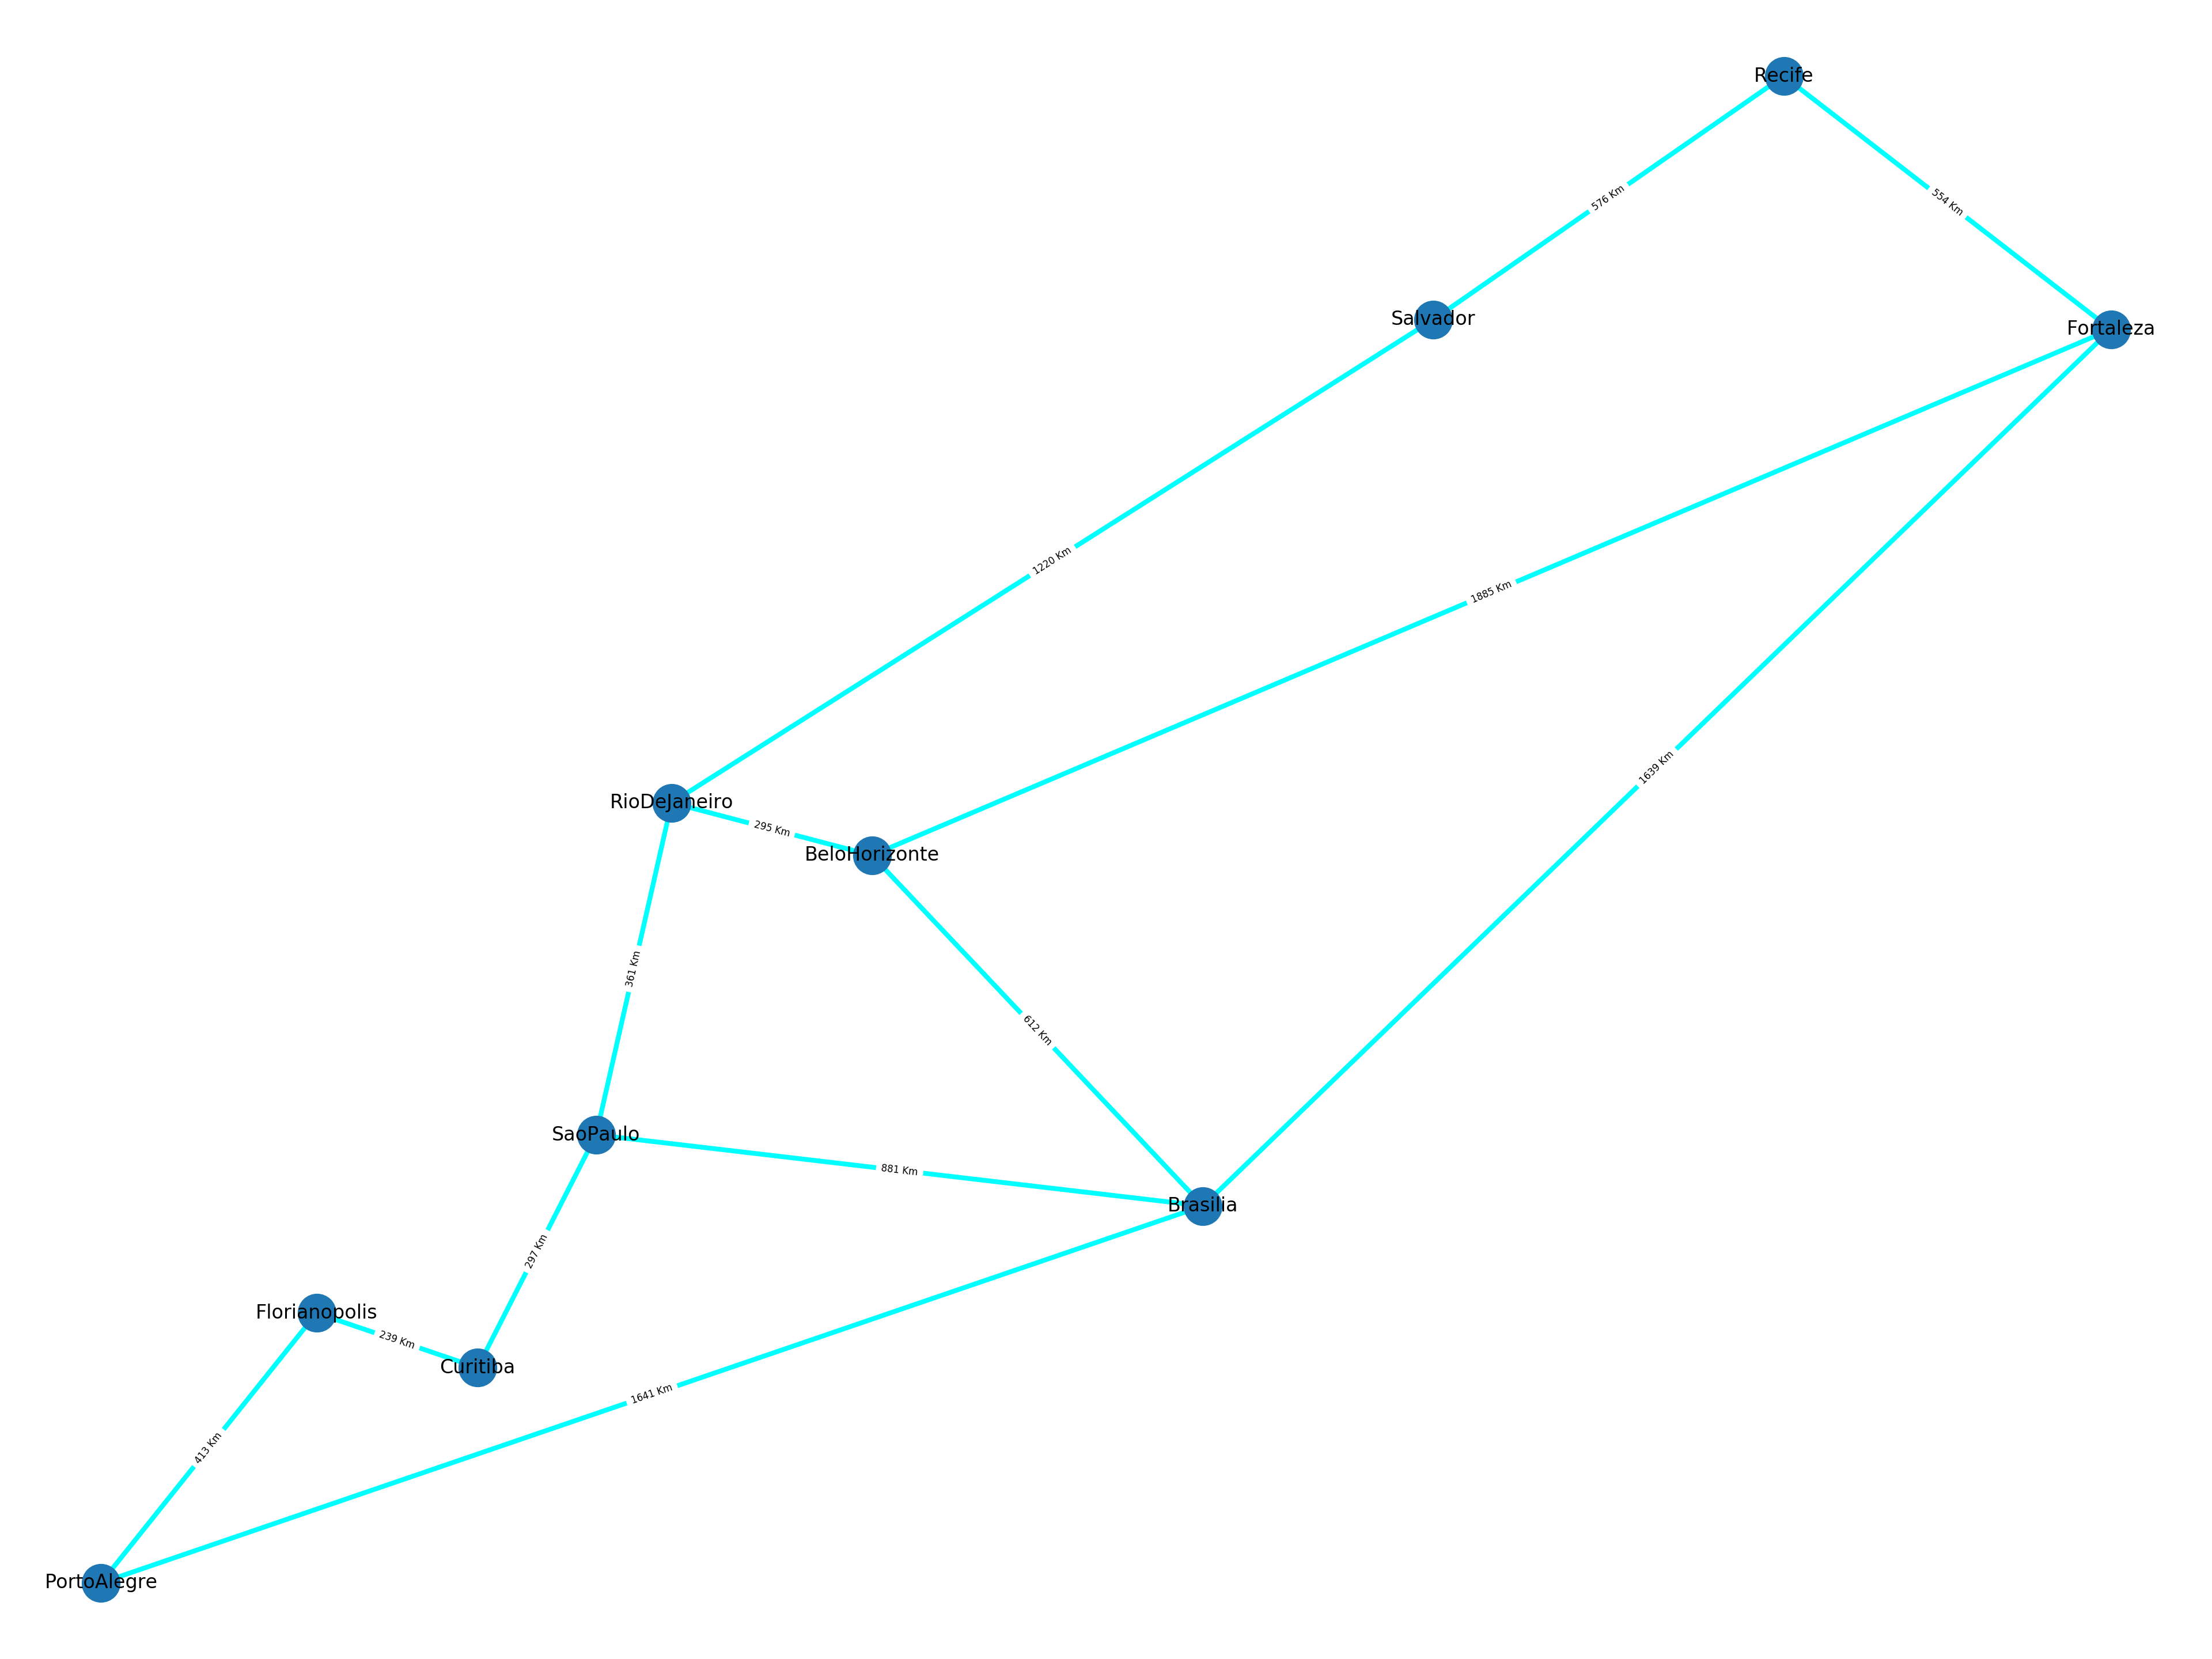 Recife
576 Km
554 Km
Salvador
Fortaleza
1220 Km
1885 Km
1639 Km
RioDeJaneiro
295 Km
BeloHorizonte
361 Km
612 Km
SaoPaulo
881 Km
Brasilia
297 Km
Florianopolis
239 Km
Curitiba
1641 Km
413 Km
PortoAlegre